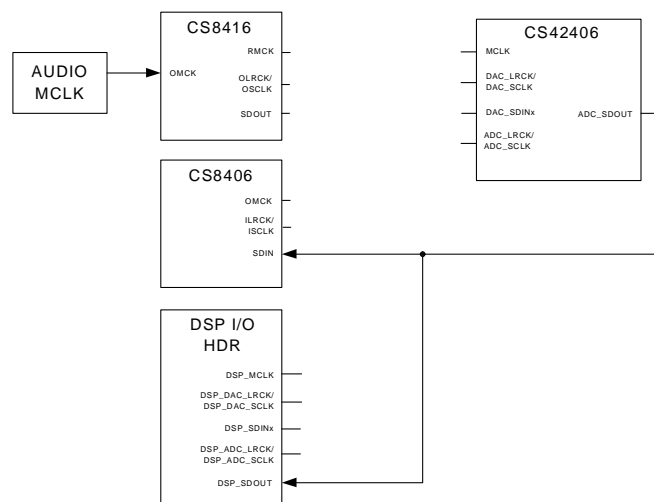 AUDIO
MCLK
CS8416
OMCK
RMCK
OLRCK/
OSCLK
SDOUT
CS42406
MCLK
DAC_LRCK/
DAC_SCLK
DAC_SDINx
ADC_LRCK/
ADC_SCLK
ADC_SDOUT
CS8406
OMCK
ILRCK/
ISCLK
SDIN
DSP I/O
HDR
DSP_MCLK
DSP_DAC_LRCK/
DSP_DAC_SCLK
DSP_SDINx
DSP_ADC_LRCK/
DSP_ADC_SCLK
DSP_SDOUT